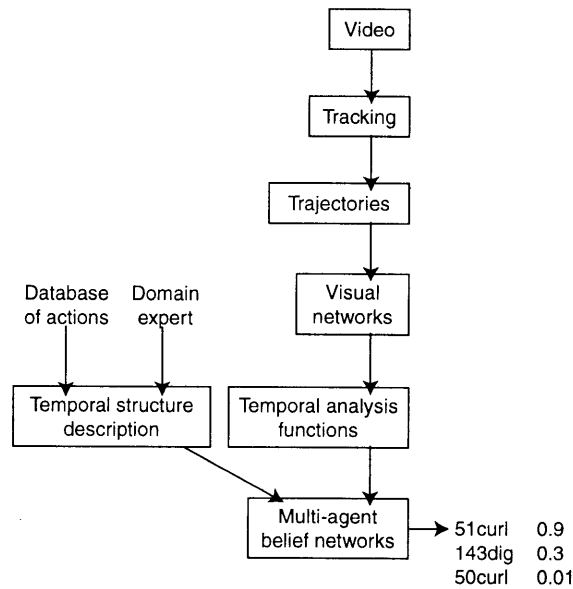 Video
Tracking
Trajectories
Visual
networks
Database
of actions
Domain
expert
Temporal structure
description
Temporal analysis
functions
Multi-agent
belief networks
51curl 0.9
143dig 0.3
50curl 0.01